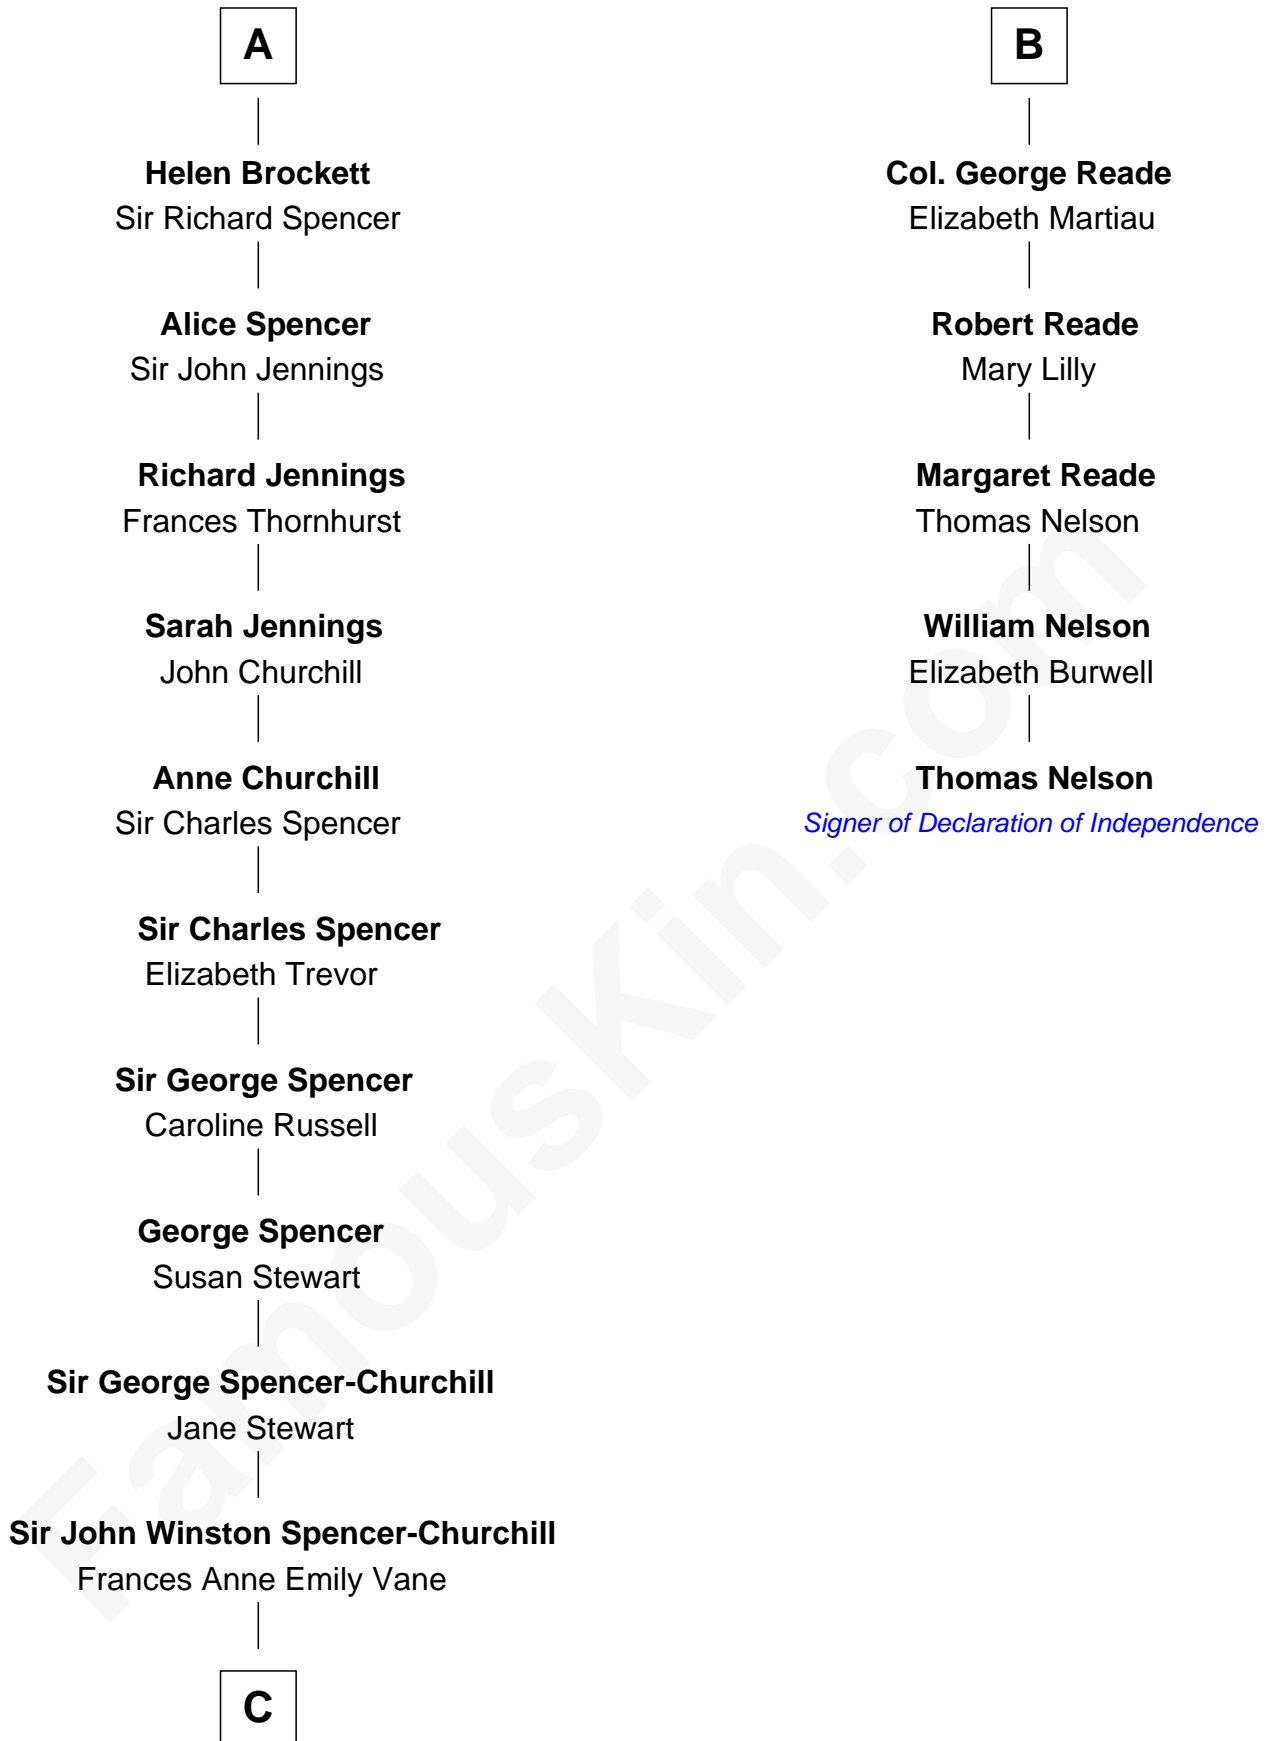 A
Helen Brockett
Sir Richard Spencer
Alice Spencer
Sir John Jennings
Richard Jennings
Frances Thornhurst
Sarah Jennings
John Churchill
Anne Churchill
Sir Charles Spencer
Sir Charles Spencer
Elizabeth Trevor
Sir George Spencer
Caroline Russell
George Spencer
Susan Stewart
Sir George Spencer-Churchill
Jane Stewart
Sir John Winston Spencer-Churchill
Frances Anne Emily Vane
C
B
Col. George Reade
Elizabeth Martiau
Robert Reade
Mary Lilly
Margaret Reade
Thomas Nelson
William Nelson
Elizabeth Burwell
Thomas Nelson
Signer of Declaration of Independence
FamousKin.com